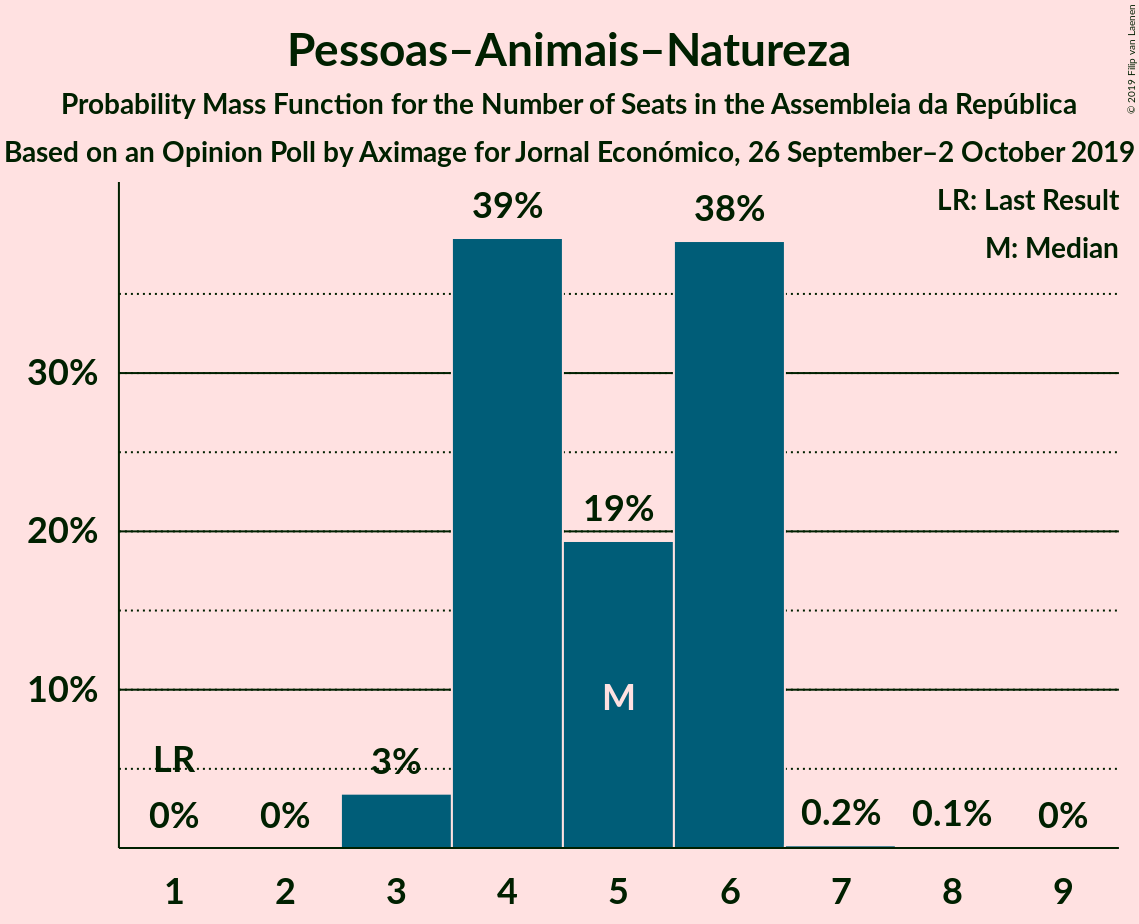 Pessoas–Animais–Natureza
Probability Mass Function for the Number of Seats in the Assembleia da República
Based on an Opinion Poll by Aximage for Jornal Económico, 26 September–2 October 2019
© 2019 Filip van Laenen
LR: Last Result
M: Median
39%
38%
30%
19%
20%
M
10%
LR
3%
0%
0%
0.2%
0.1%
0%
1
2
3
4
5
6
7
8
9